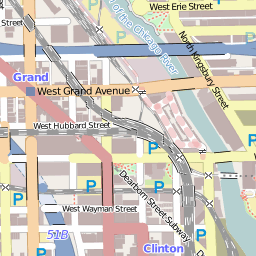 West Erie Street
Of the Chicago River
North Kingsbury Street
Grand
West Grand Avenue
P
West Hubbard Street
P
P
P
P
P
Dearborn Street Subway
West Wayman Street
P
51B
Clinton
P